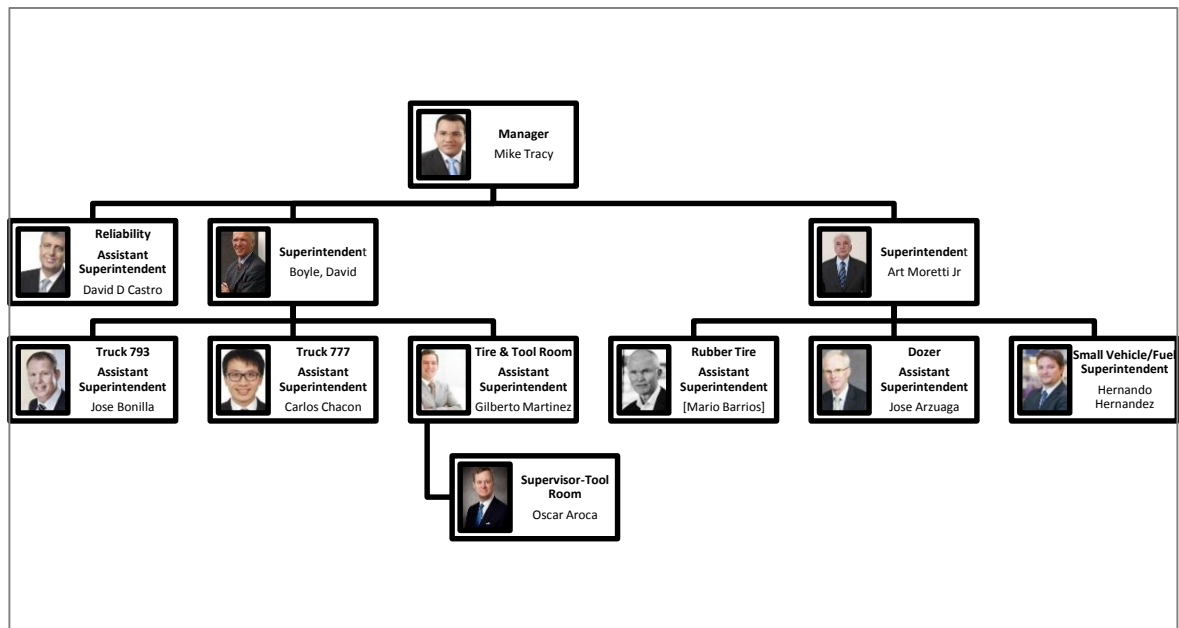 Manager
Mike Tracy
Reliability
Assistant
Superintendent
David D Castro
Superintendent
Boyle, David
Superintendent
Art Moretti Jr
Truck 793
Assistant
Superintendent
Jose Bonilla
Truck 777
Assistant
Superintendent
Carlos Chacon
Tire & Tool Room
Assistant
Superintendent
Gilberto Martinez
Rubber Tire
Assistant
Superintendent
[Mario Barrios]
Dozer
Assistant
Superintendent
Jose Arzuaga
Small Vehicle/Fuel
Superintendent
Hernando
Hernandez
Supervisor-Tool
Room
Oscar Aroca